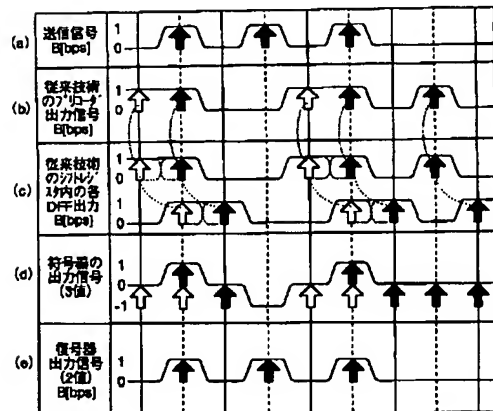 (a)
送信信号
B[bps]
1
0
(b)
従来技術
のプリコーダ
出力信号
B[bps]
1
0
(c)
従来技術
のシフトレジ
スタ内の各
DFF出力
B[bps]
1
0
1
0
(d)
符号器の
出力信号
(3値)
1
0
-1
(e)
復号器
出力信号
(2値)
B[bps]
1
0